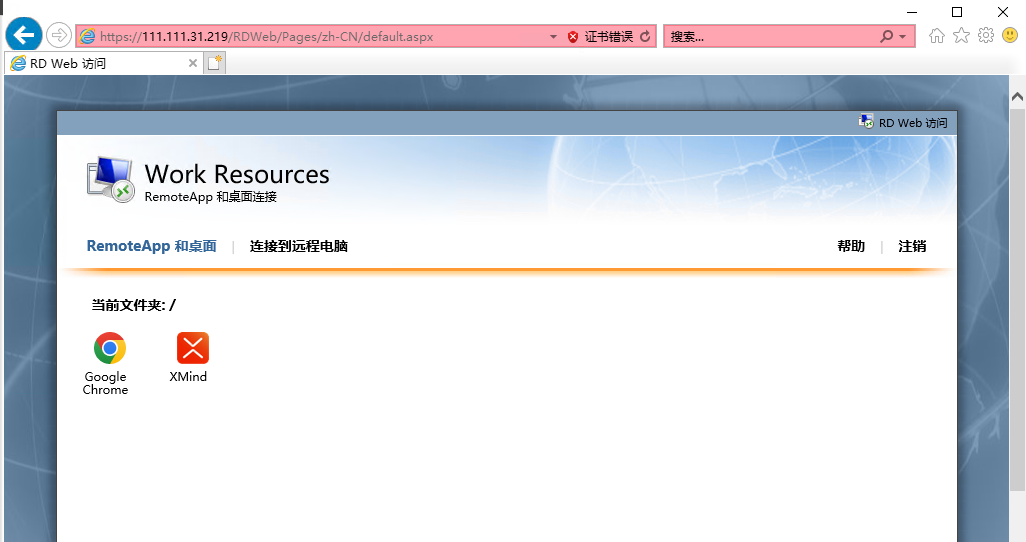 https://111.111.31.219/RDWeb/Pages/zh-CN/default.aspx
证书错误
搜索...
RD Web 访问
RD Web 访问
Work Resources
RemoteApp 和桌面连接
RemoteApp 和桌面 | 连接到远程电脑
帮助 | 注销
当前文件夹: /
Google Chrome
XMind